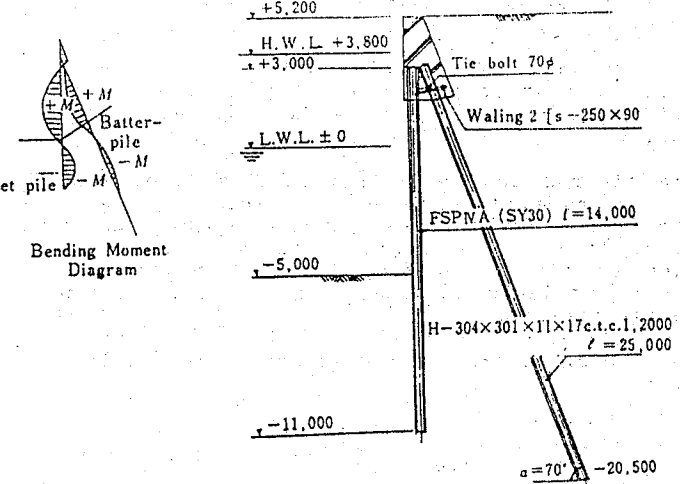 +5,200
H.W.L. +3,800
+3,000
Tie bolt 70φ
Waling 2-[s-250×90
+M
+M
Batter-
pile
-M
et pile
-M
L.W.L. ±0
FSPⅣA (SY30) l=14,000
Bending Moment
Diagram
-5,000
H-304×301×11×17c.t.c.1,2000
l=25,000
-11,000
a=70°
-20,500